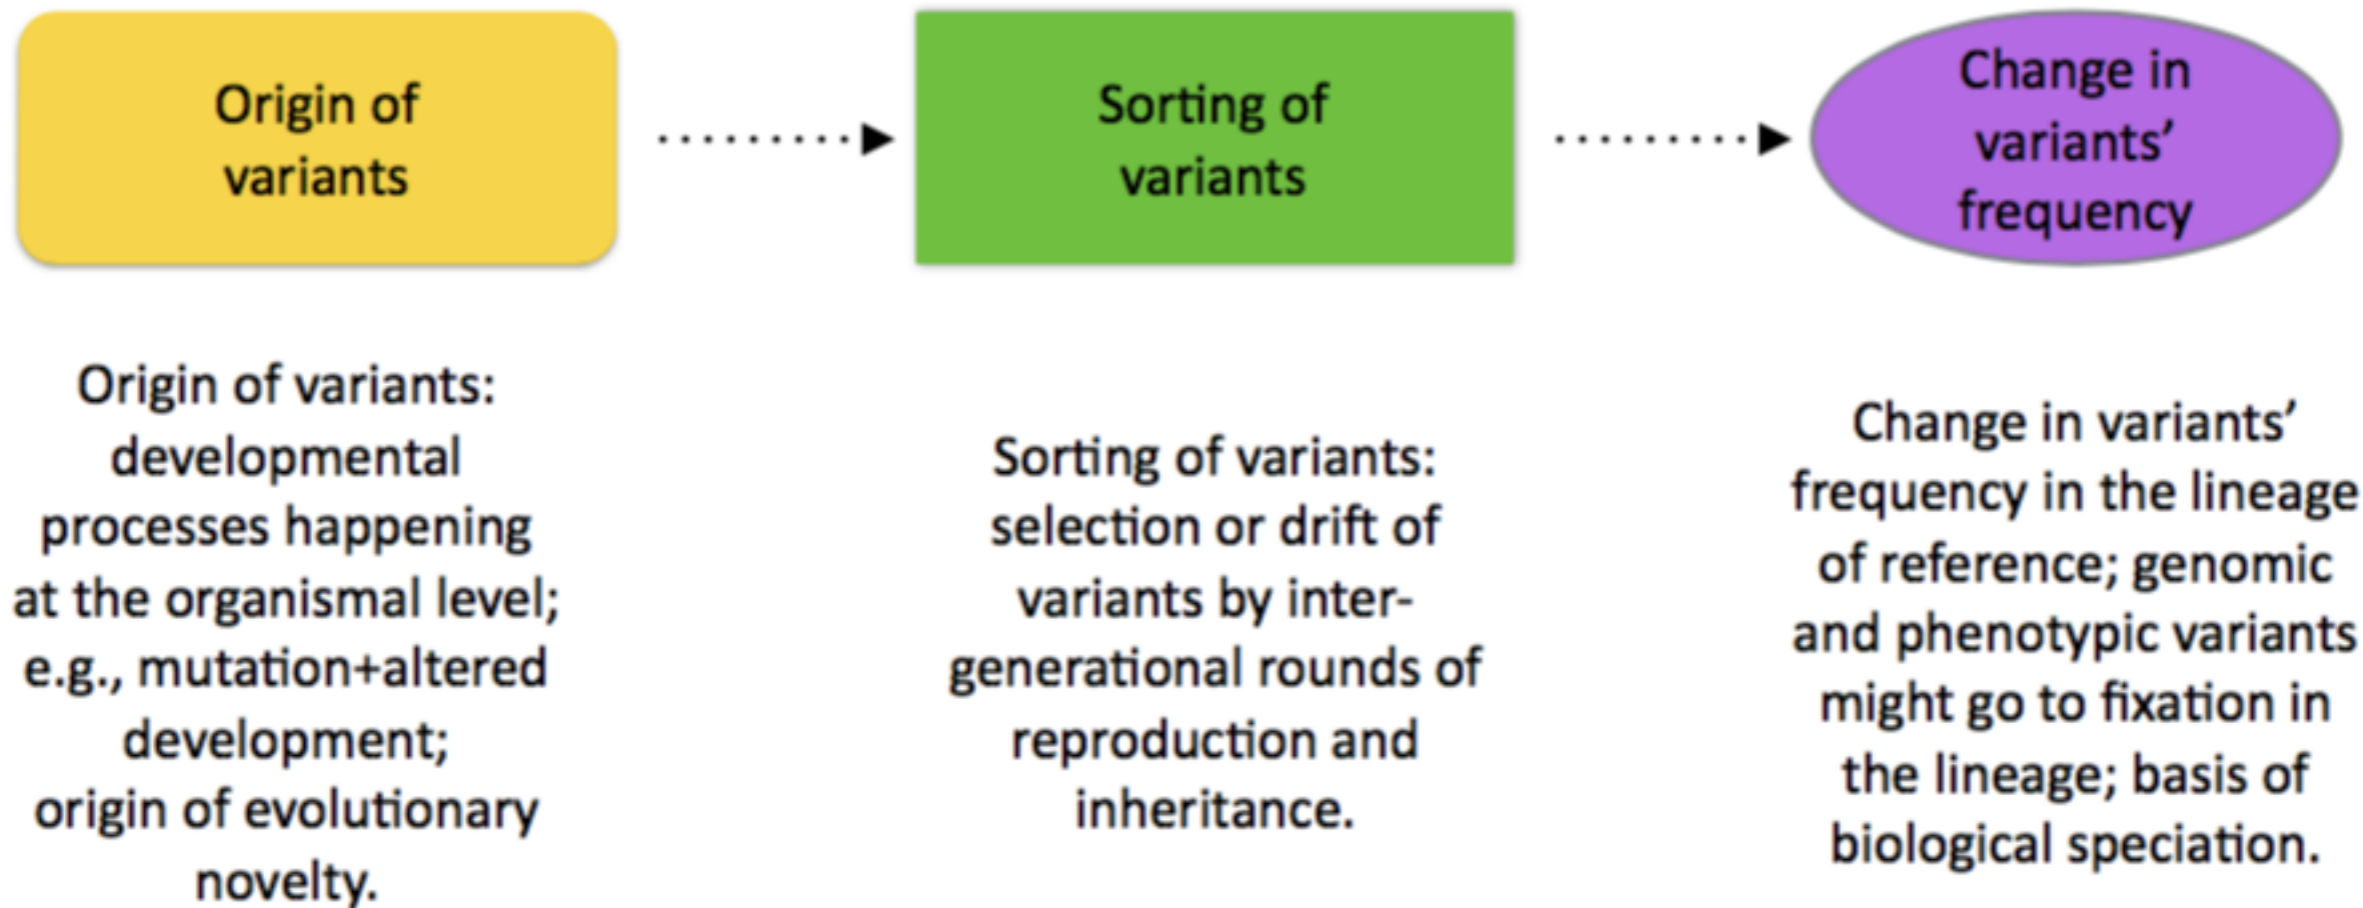 Origin of
variants
Sorting of
variants
Change in
variants’
frequency
Origin of variants:
developmental
processes happening
at the organismal level;
e.g., mutation+altered
development;
origin of evolutionary
novelty.
Sorting of variants:
selection or drift of
variants by inter-
generational rounds of
reproduction and
inheritance.
Change in variants’
frequency in the lineage
of reference; genomic
and phenotypic variants
might go to fixation in
the lineage; basis of
biological speciation.